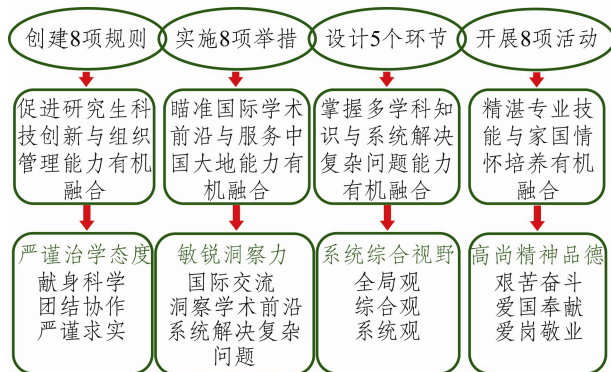 创建8项规则
实施8项举措
设计5个环节
开展8项活动
促进研究生科
技创新与组织
管理能力有机
融合
瞄准国际学术
前沿与服务中
国大地能力有
机融合
掌握多学科知
识与系统解决
复杂问题能力
有机融合
精湛专业技
能与家国情
怀培养有机
融合
严谨治学态度
献身科学
团结协作
严谨求实
敏锐洞察力
国际交流
洞察学术前沿
系统解决复杂
问题
系统综合视野
全局观
综合观
系统观
高尚精神品德
艰苦奋斗
爱国奉献
爱岗敬业